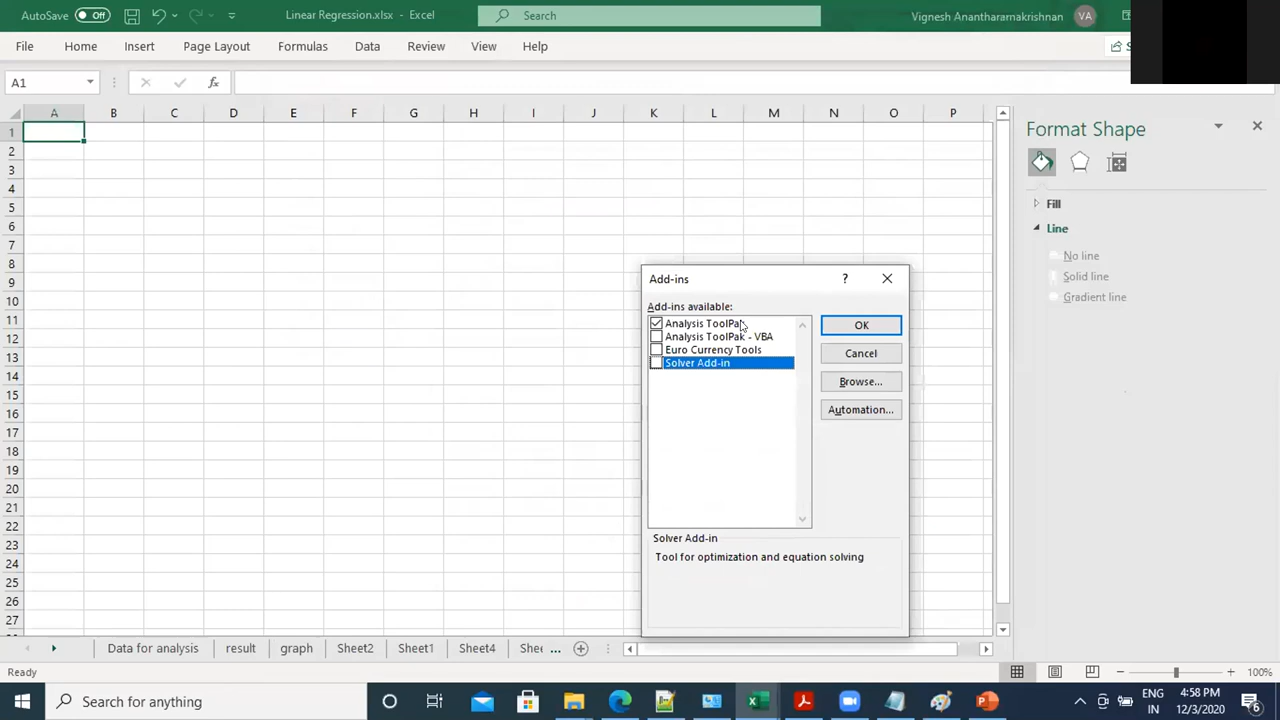 AutoSave Off
Linear Regression.xlsx - Excel
Search
Vignesh Anantharamakrishnan
VA
File Home Insert Page Layout Formulas Data Review View Help
A1
fx
A B C D E F G H I J K L M N O P
1
2
3
4
5
6
7
8
9
10
11
12
13
14
15
16
17
18
19
20
21
22
23
24
25
26
27
Format Shape
Fill
Line
No line
Solid line
Gradient line
Add-ins ?
Add-ins available:
Analysis ToolPak
Analysis ToolPak - VBA
Euro Currency Tools
Solver Add-in
OK
Cancel
Browse...
Automation...
Solver Add-in
Tool for optimization and equation solving
Data for analysis result graph Sheet2 Sheet1 Sheet4 Shee ...
Ready
100%
Search for anything
ENG
IN
4:58 PM
12/3/2020
6